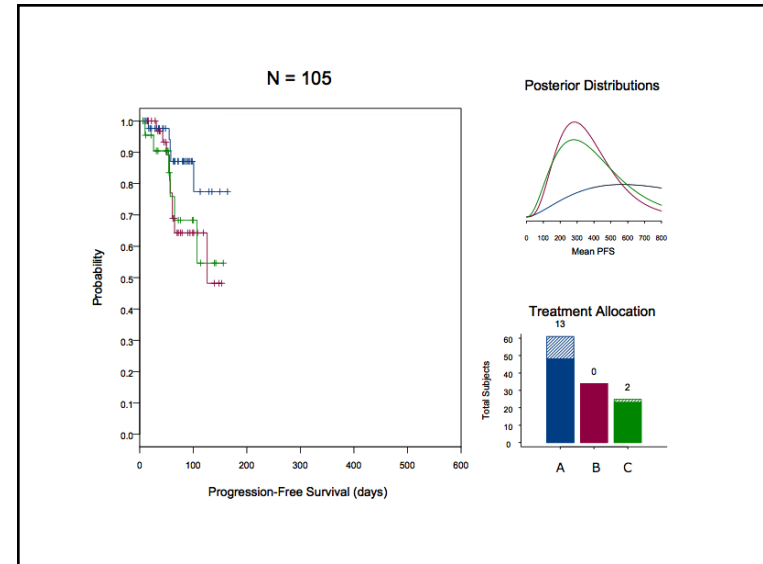 N = 105
1.0
0.9
0.8
0.7
0.6
0.5
0.4
0.3
0.2
0.1
0.0
Probability
0 100 200 300 400 500 600
Progression-Free Survival (days)
Posterior Distributions
0 100 200 300 400 500 600 700 800
Mean PFS
Treatment Allocation
13
0
2
60
50
40
30
20
10
0
Total Subjects
A B C